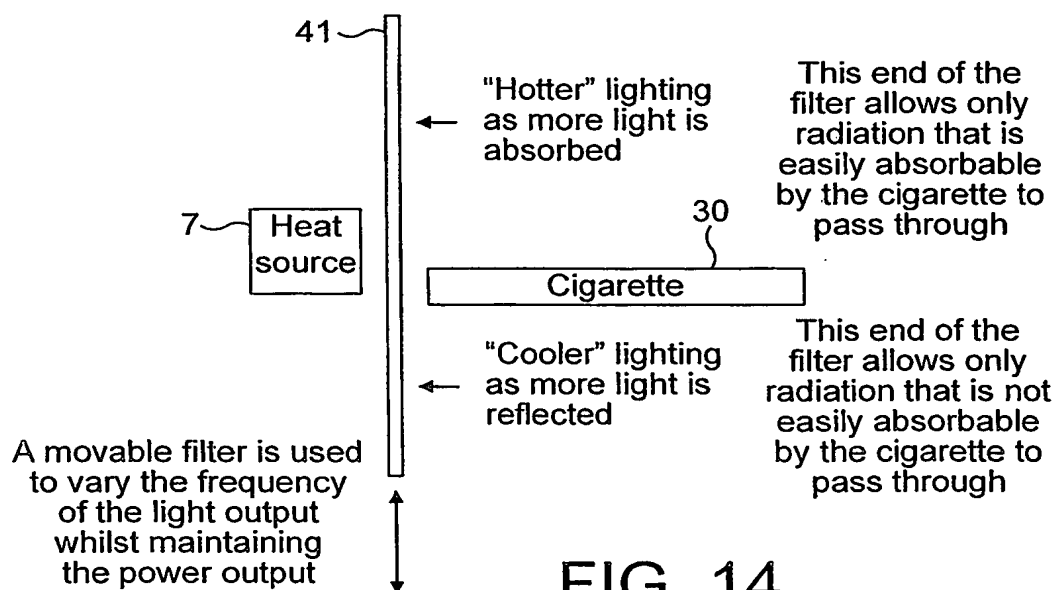 41
"Hotter" lighting
as more light is
absorbed
This end of the
filter allows only
radiation that is
easily absorbable
by the cigarette to
pass through
7
Heat
source
30
Cigarette
"Cooler" lighting
as more light is
reflected
This end of the
filter allows only
radiation that is not
easily absorbable
by the cigarette to
pass through
A movable filter is used
to vary the frequency
of the light output
whilst maintaining
the power output
FIG. 14